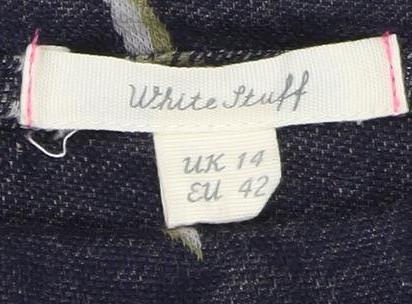 White Stuff
UK 14
EU 42